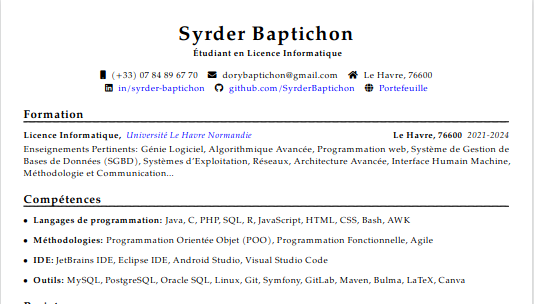 Syrder Baptichon
Étudiant en Licence Informatique
(+33) 07 84 89 67 70 dorybaptichon@gmail.com Le Havre, 76600
in/syrder-baptichon github.com/SyrderBaptichon Portefeuille
Formation
Licence Informatique, Université Le Havre Normandie Le Havre, 76600 2021-2024
Enseignements Pertinents: Génie Logiciel, Algorithmique Avancée, Programmation web, Système de Gestion de
Bases de Données (SGBD), Systèmes d'Exploitation, Réseaux, Architecture Avancée, Interface Humain Machine,
Méthodologie et Communication...
Compétences
• Langages de programmation: Java, C, PHP, SQL, R, JavaScript, HTML, CSS, Bash, AWK
• Méthodologies: Programmation Orientée Objet (POO), Programmation Fonctionnelle, Agile
• IDE: JetBrains IDE, Eclipse IDE, Android Studio, Visual Studio Code
• Outils: MySQL, PostgreSQL, Oracle SQL, Linux, Git, Symfony, GitLab, Maven, Bulma, LaTeX, Canva